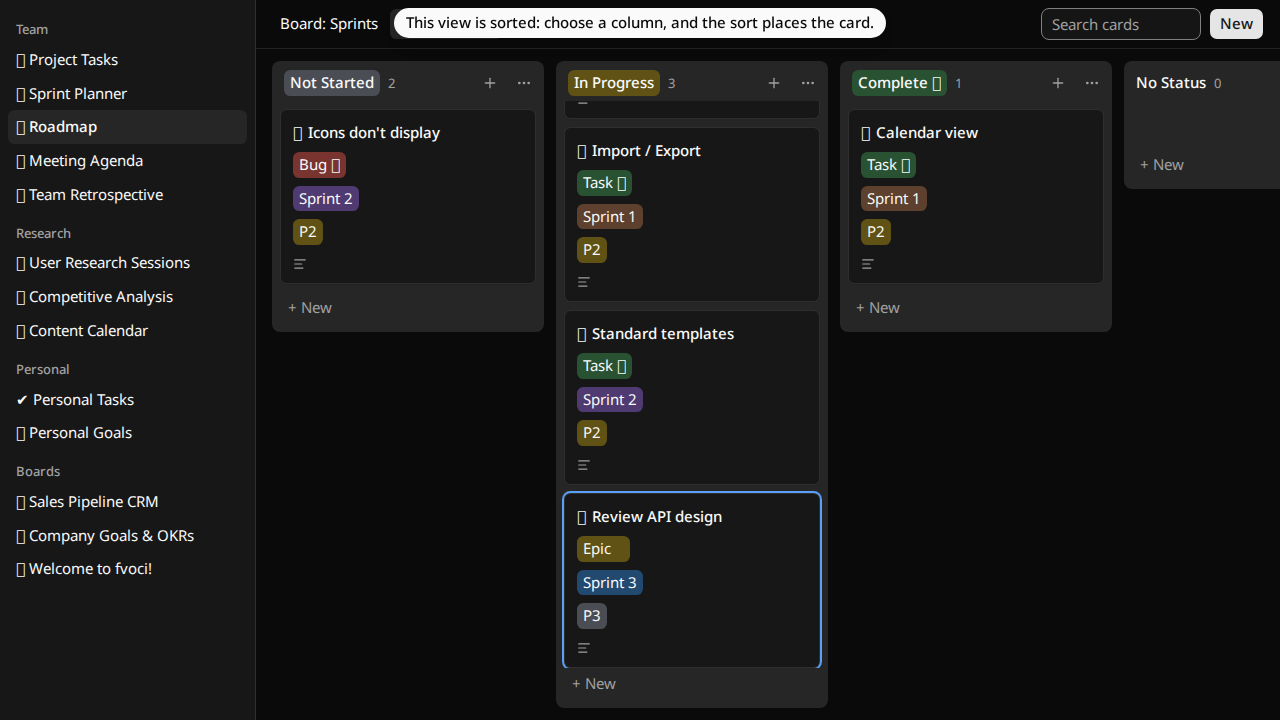 Team
Project Tasks
Sprint Planner
Roadmap
Meeting Agenda
Team Retrospective
Research
User Research Sessions
Competitive Analysis
Content Calendar
Personal
✔ Personal Tasks
Personal Goals
Boards
Sales Pipeline CRM
Company Goals & OKRs
Welcome to fvoci!
Board: Sprints
This view is sorted: choose a column, and the sort places the card.
Search cards
New
Not Started 2
Icons don't display
Bug
Sprint 2
P2
+ New
In Progress 3
Import / Export
Task
Sprint 1
P2
Standard templates
Task
Sprint 2
P2
Review API design
Epic
Sprint 3
P3
+ New
Complete 1
Calendar view
Task
Sprint 1
P2
+ New
No Status 0
+ New